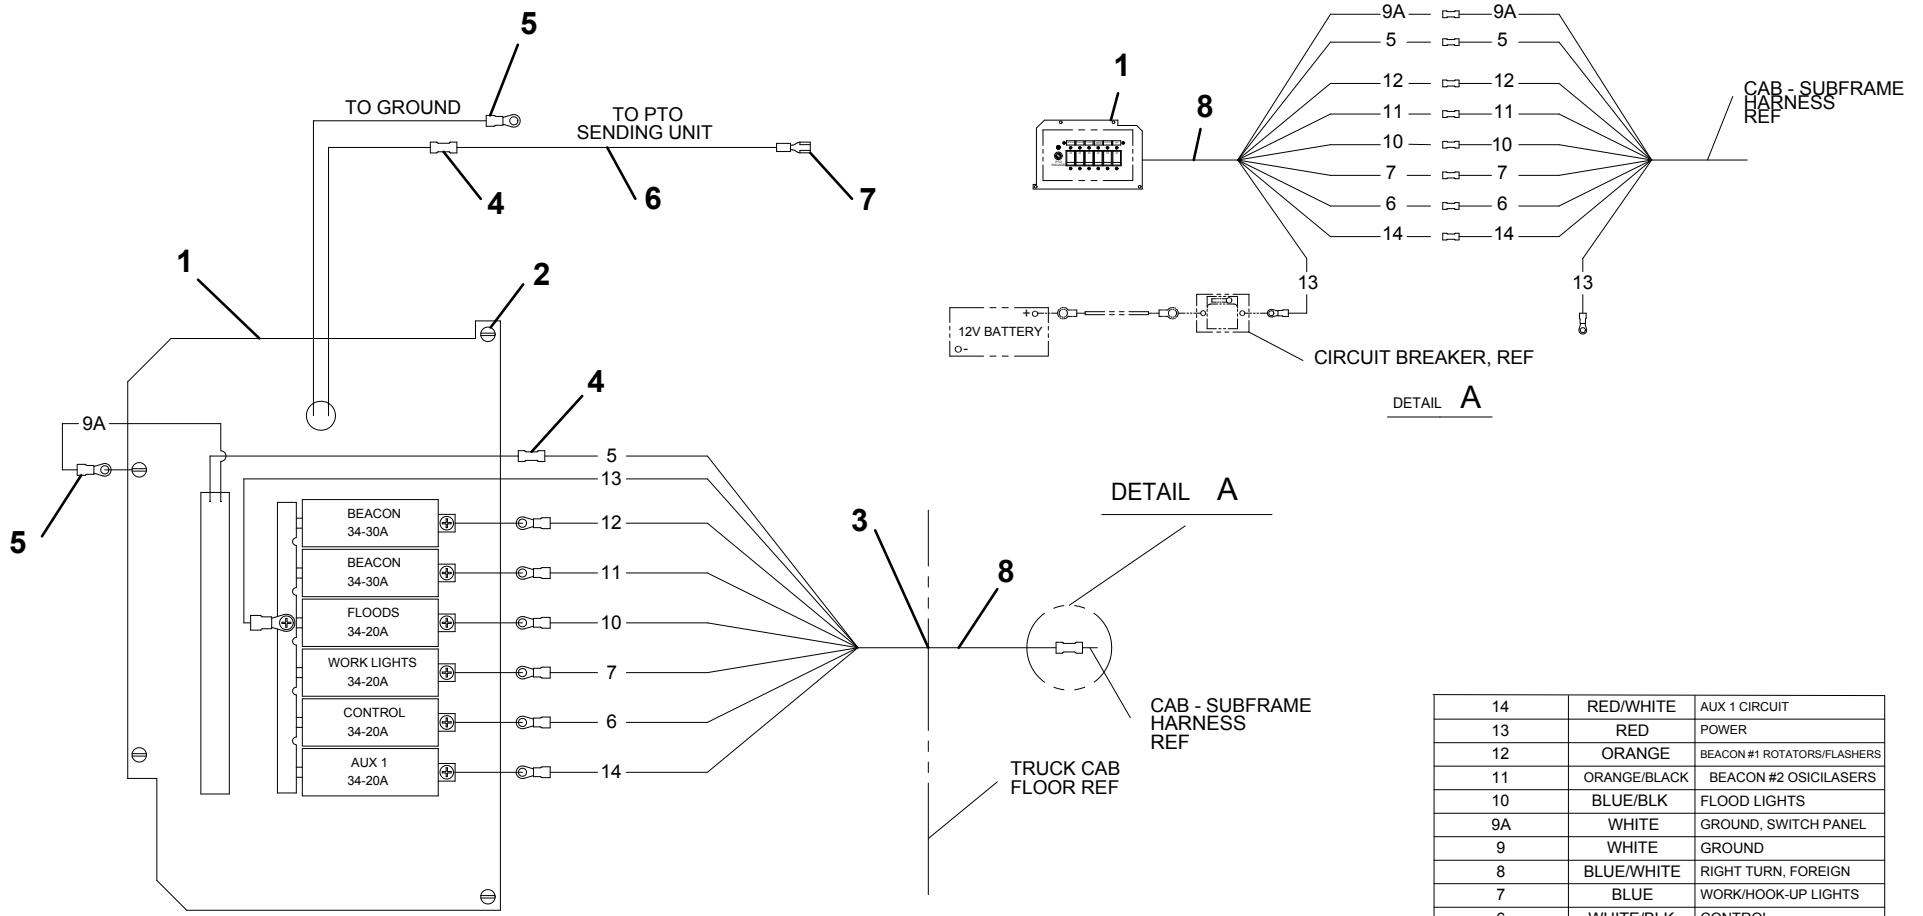 5
TO GROUND
TO PTO
SENDING UNIT
4
6
7
1
2
9A
5
4
5
13
BEACON
34-30A
12
BEACON
34-30A
11
FLOODS
34-20A
10
WORK LIGHTS
34-20A
7
CONTROL
34-20A
6
AUX 1
34-20A
14
3
8
DETAIL A
CAB - SUBFRAME
HARNESS
REF
TRUCK CAB
FLOOR REF
1
8
9A 9A
5 5
12 12
11 11
10 10
7 7
6 6
14 14
13 13
CAB - SUBFRAME
HARNESS
REF
12V BATTERY
+
-
CIRCUIT BREAKER, REF
DETAIL A
14 RED/WHITE AUX 1 CIRCUIT
13 RED POWER
12 ORANGE BEACON #1 ROTATORS/FLASHERS
11 ORANGE/BLACK BEACON #2 OSICILASERS
10 BLUE/BLK FLOOD LIGHTS
9A WHITE GROUND, SWITCH PANEL
9 WHITE GROUND
8 BLUE/WHITE RIGHT TURN, FOREIGN
7 BLUE WORK/HOOK-UP LIGHTS
6 WHITE/BLK CONTROL